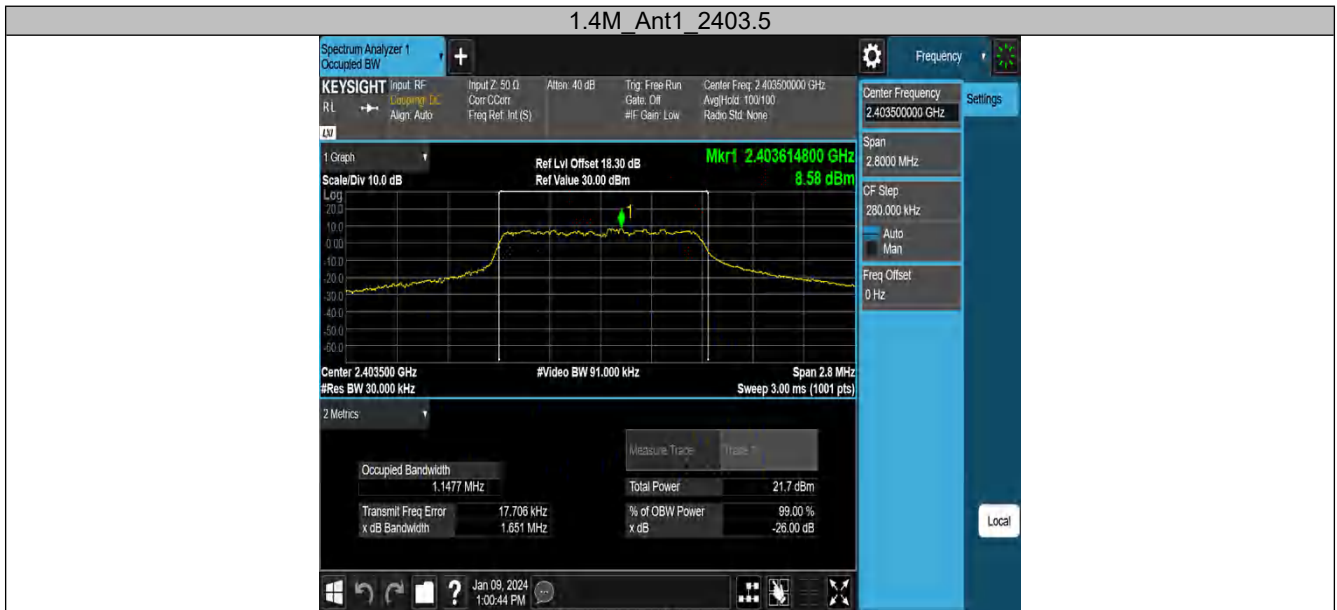 1.4M_Ant1_2403.5
Spectrum Analyzer 1
Occupied BW
+
Frequency
KEYSIGHT
RL
LXI
Input: RF
Coupling: DC
Align: Auto
Input Z: 50 Ω
Corr CCorr
Freq Ref: Int (S)
Atten: 40 dB
Trig: Free Run
Gate: Off
#IF Gain: Low
Center Freq: 2.403500000 GHz
Avg|Hold: 100/100
Radio Std: None
Center Frequency
2.403500000 GHz
Settings
Span
2.8000 MHz
CF Step
280.000 kHz
Auto
Man
Freq Offset
0 Hz
1 Graph
Scale/Div 10.0 dB
Ref Lvl Offset 18.30 dB
Ref Value 30.00 dBm
Mkr1 2.403614800 GHz
8.58 dBm
Log
20.0
10.0
0.00
-10.0
-20.0
-30.0
-40.0
-50.0
-60.0
1
Center 2.403500 GHz
#Res BW 30.000 kHz
#Video BW 91.000 kHz
Span 2.8 MHz
Sweep 3.00 ms (1001 pts)
2 Metrics
Measure Trace
Trace 1
Occupied Bandwidth
1.1477 MHz
Total Power 21.7 dBm
Transmit Freq Error 17.706 kHz
% of OBW Power 99.00 %
x dB Bandwidth 1.651 MHz
x dB -26.00 dB
Local
?
Jan 09, 2024
1:00:44 PM